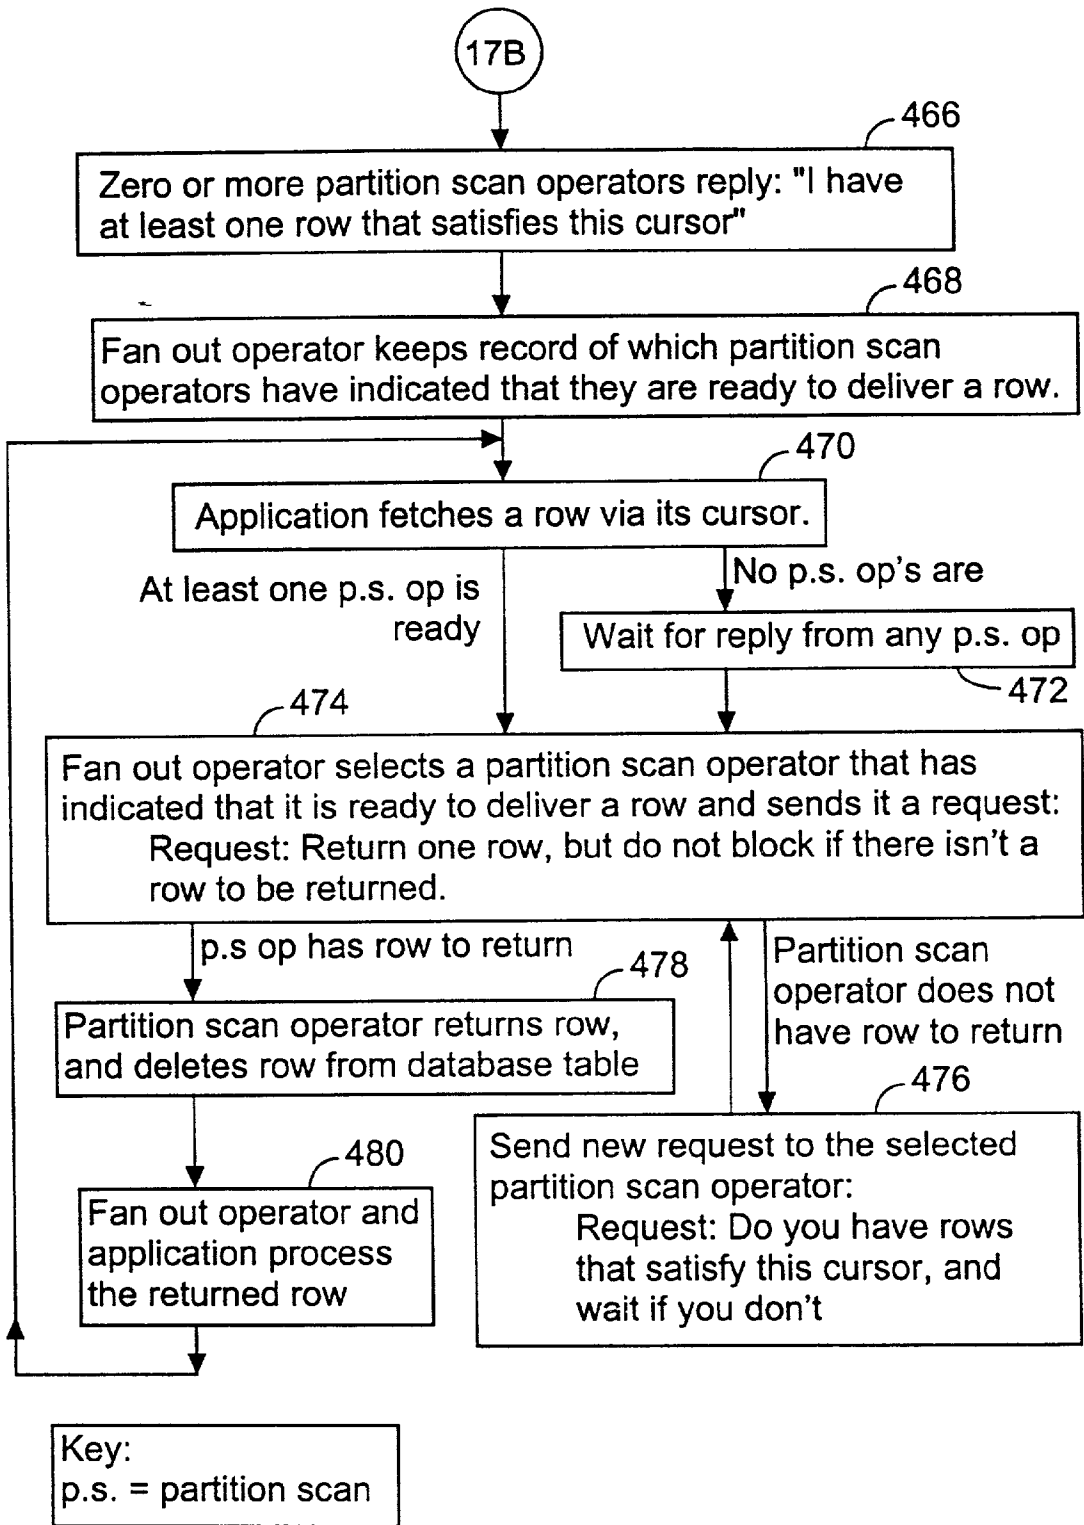 17B
466
Zero or more partition scan operators reply: "I have
at least one row that satisfies this cursor"
468
Fan out operator keeps record of which partition scan
operators have indicated that they are ready to deliver a row.
470
Application fetches a row via its cursor.
At least one p.s. op is
ready
No p.s. op's are
Wait for reply from any p.s. op
472
474
Fan out operator selects a partition scan operator that has
indicated that it is ready to deliver a row and sends it a request:
Request: Return one row, but do not block if there isn't a
row to be returned.
p.s op has row to return
Partition scan
operator does not
have row to return
478
Partition scan operator returns row,
and deletes row from database table
476
Send new request to the selected
partition scan operator:
Request: Do you have rows
that satisfy this cursor, and
wait if you don't
480
Fan out operator and
application process
the returned row
Key:
p.s. = partition scan